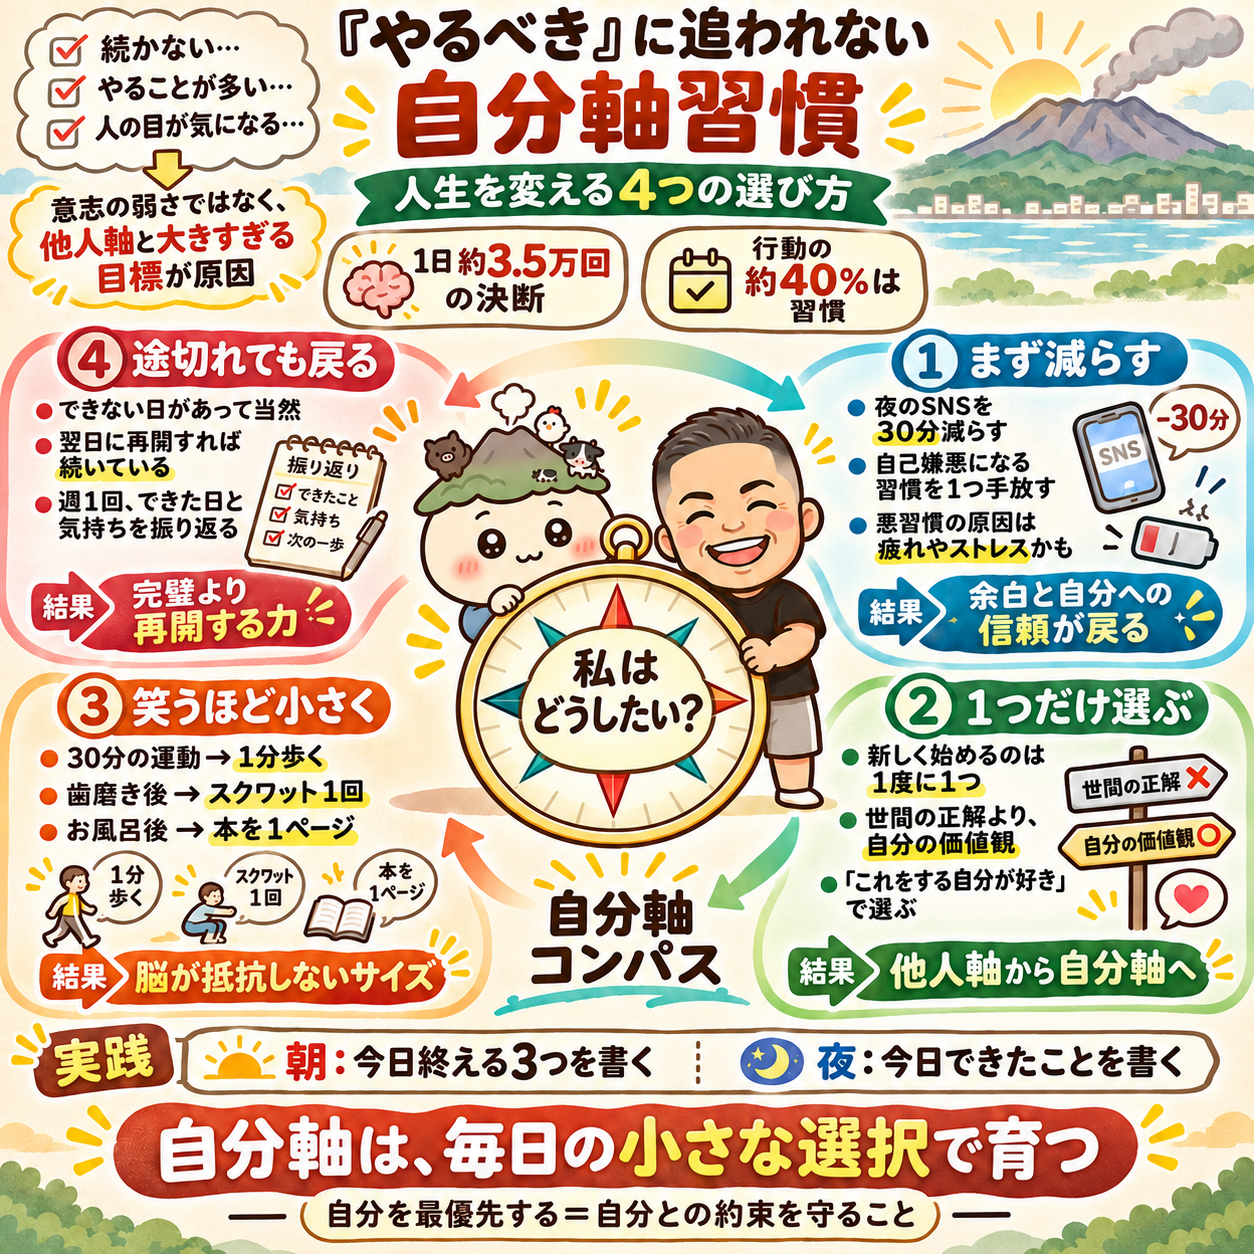 『やるべき』に追われない
自分軸習慣
人生を変える4つの選び方
続かない…
やることが多い…
人の目が気になる…
意志の弱さではなく、
他人軸と大きすぎる
目標が原因
1日約3.5万回
の決断
行動の
約40%は
習慣
1 まず減らす
夜のSNSを
30分減らす
自己嫌悪になる
習慣を1つ手放す
悪習慣の原因は
疲れやストレスかも
SNS
-30分
結果
余白と自分への
信頼が戻る
2 1つだけ選ぶ
新しく始めるのは
1度に1つ
世間の正解より、
自分の価値観
「これをする自分が好き」
で選ぶ
世間の正解
自分の価値観
結果
他人軸から自分軸へ
3 笑うほど小さく
30分の運動→1分歩く
歯磨き後→スクワット1回
お風呂後→本を1ページ
1分
歩く
スクワット
1回
本を
1ページ
結果
脳が抵抗しないサイズ
4 途切れても戻る
できない日があって当然
翌日に再開すれば
続いている
週1回、できた日と
気持ちを振り返る
振り返り
できたこと
気持ち
次の一歩
結果
完璧より
再開する力
私は
どうしたい?
自分軸
コンパス
実践
朝:今日終える3つを書く
夜:今日できたことを書く
自分軸は、毎日の小さな選択で育つ
自分を最優先する=自分との約束を守ること